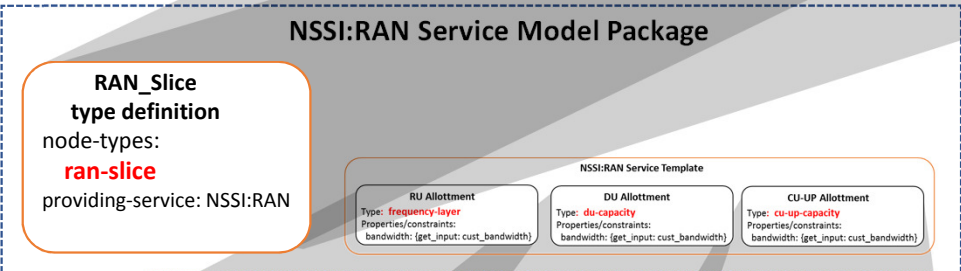 NSSI:RAN Service Model Package
RAN_Slice
type definition
node-types:
ran-slice
providing-service: NSSI:RAN
NSSI:RAN Service Template
RU Allottment
Type: frequency-layer
Properties/constraints:
bandwidth: {get_input: cust_bandwidth}
DU Allottment
Type: du-capacity
Properties/constraints:
bandwidth: {get_input: cust_bandwidth}
CU-UP Allottment
Type: cu-up-capacity
Properties/constraints:
bandwidth: {get_input: cust_bandwidth}